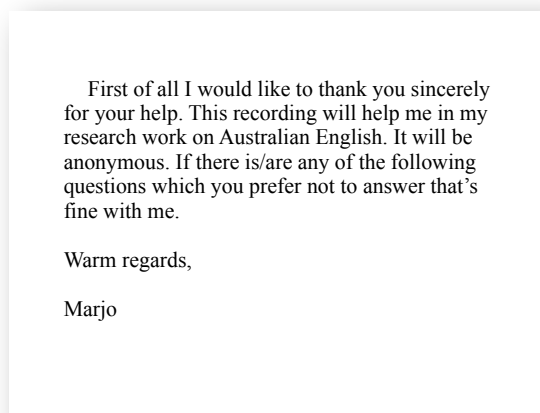 First of all I would like to thank you sincerely
for your help. This recording will help me in my
research work on Australian English. It will be
anonymous. If there is/are any of the following
questions which you prefer not to answer that’s
fine with me.
Warm regards,
Marjo